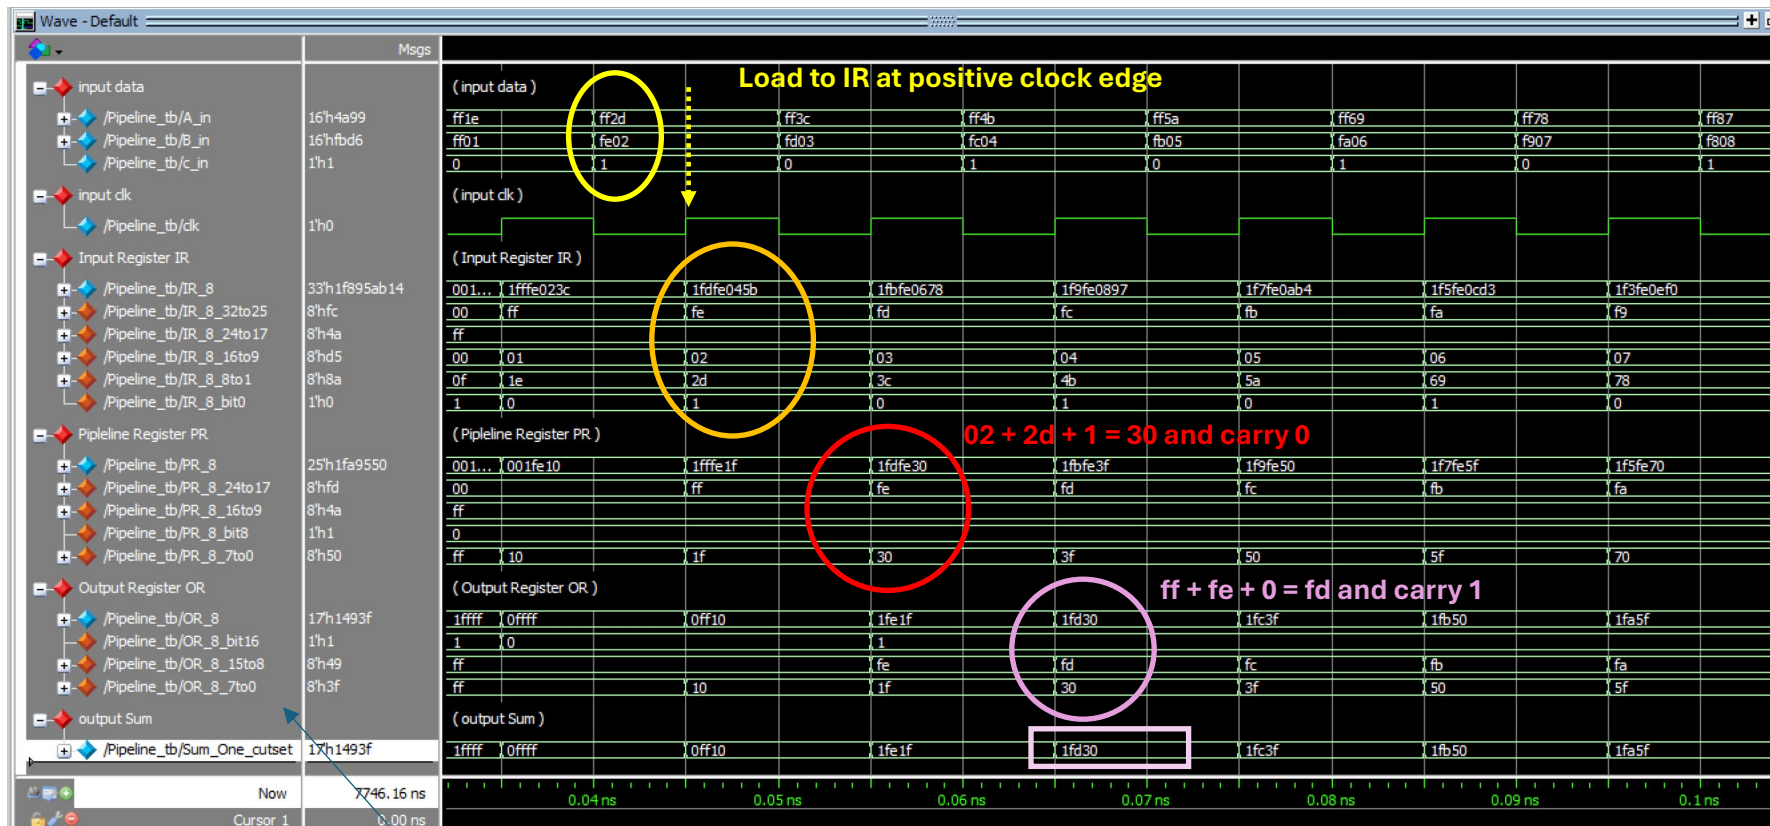 Wave - Default
Msgs
input data (input data) Load to IR at positive clock edge
/Pipeline_tb/A_in 16'h4a99 ff1e ff2d ff3c ff4b ff5a ff69 ff78 ff87
/Pipeline_tb/B_in 16'hfbd6 ff01 fe02 fd03 fc04 fb05 fa06 f907 f808
/Pipeline_tb/c_in 1'h1 0 1 0 1 0 1 0 1
input clk (input clk)
/Pipeline_tb/clk 1'h0
Input Register IR (Input Register IR)
/Pipeline_tb/IR_8 33'h1f895ab14 001... 1fffe023c 1fdfe045b 1fbfe0678 1f9fe0897 1f7fe0ab4 1f5fe0cd3 1f3fe0ef0
/Pipeline_tb/IR_8_32to25 8'hfc 00 ff fe fd fc fb fa f9
/Pipeline_tb/IR_8_24to17 8'h4a ff
/Pipeline_tb/IR_8_16to9 8'hd5 00 01 02 03 04 05 06 07
/Pipeline_tb/IR_8_8to1 8'h8a 0f 1e 2d 3c 4b 5a 69 78
/Pipeline_tb/IR_8_bit0 1'h0 1 0 1 0 1 0 1 0
Pipleline Register PR (Pipleline Register PR) 02 + 2d + 1 = 30 and carry 0
/Pipeline_tb/PR_8 25'h1fa9550 001... 001fe10 1fffe1f 1fdfe30 1fbfe3f 1f9fe50 1f7fe5f 1f5fe70
/Pipeline_tb/PR_8_24to17 8'hfd 00 ff fe fd fc fb fa
/Pipeline_tb/PR_8_16to9 8'h4a ff
/Pipeline_tb/PR_8_bit8 1'h1 0
/Pipeline_tb/PR_8_7to0 8'h50 ff 10 1f 30 3f 50 5f 70
Output Register OR (Output Register OR) ff + fe + 0 = fd and carry 1
/Pipeline_tb/OR_8 17'h1493f 1ffff 0ffff 0ff10 1fe1f 1fd30 1fc3f 1fb50 1fa5f
/Pipeline_tb/OR_8_bit16 1'h1 1 0 1
/Pipeline_tb/OR_8_15to8 8'h49 ff fe fd fc fb fa
/Pipeline_tb/OR_8_7to0 8'h3f ff 10 1f 30 3f 50 5f
output Sum (output Sum)
/Pipeline_tb/Sum_One_cutset 17'h1493f 1ffff 0ffff 0ff10 1fe1f 1fd30 1fc3f 1fb50 1fa5f
Now 7746.16 ns 0.04 ns 0.05 ns 0.06 ns 0.07 ns 0.08 ns 0.09 ns 0.1 ns
Cursor 1 0.00 ns